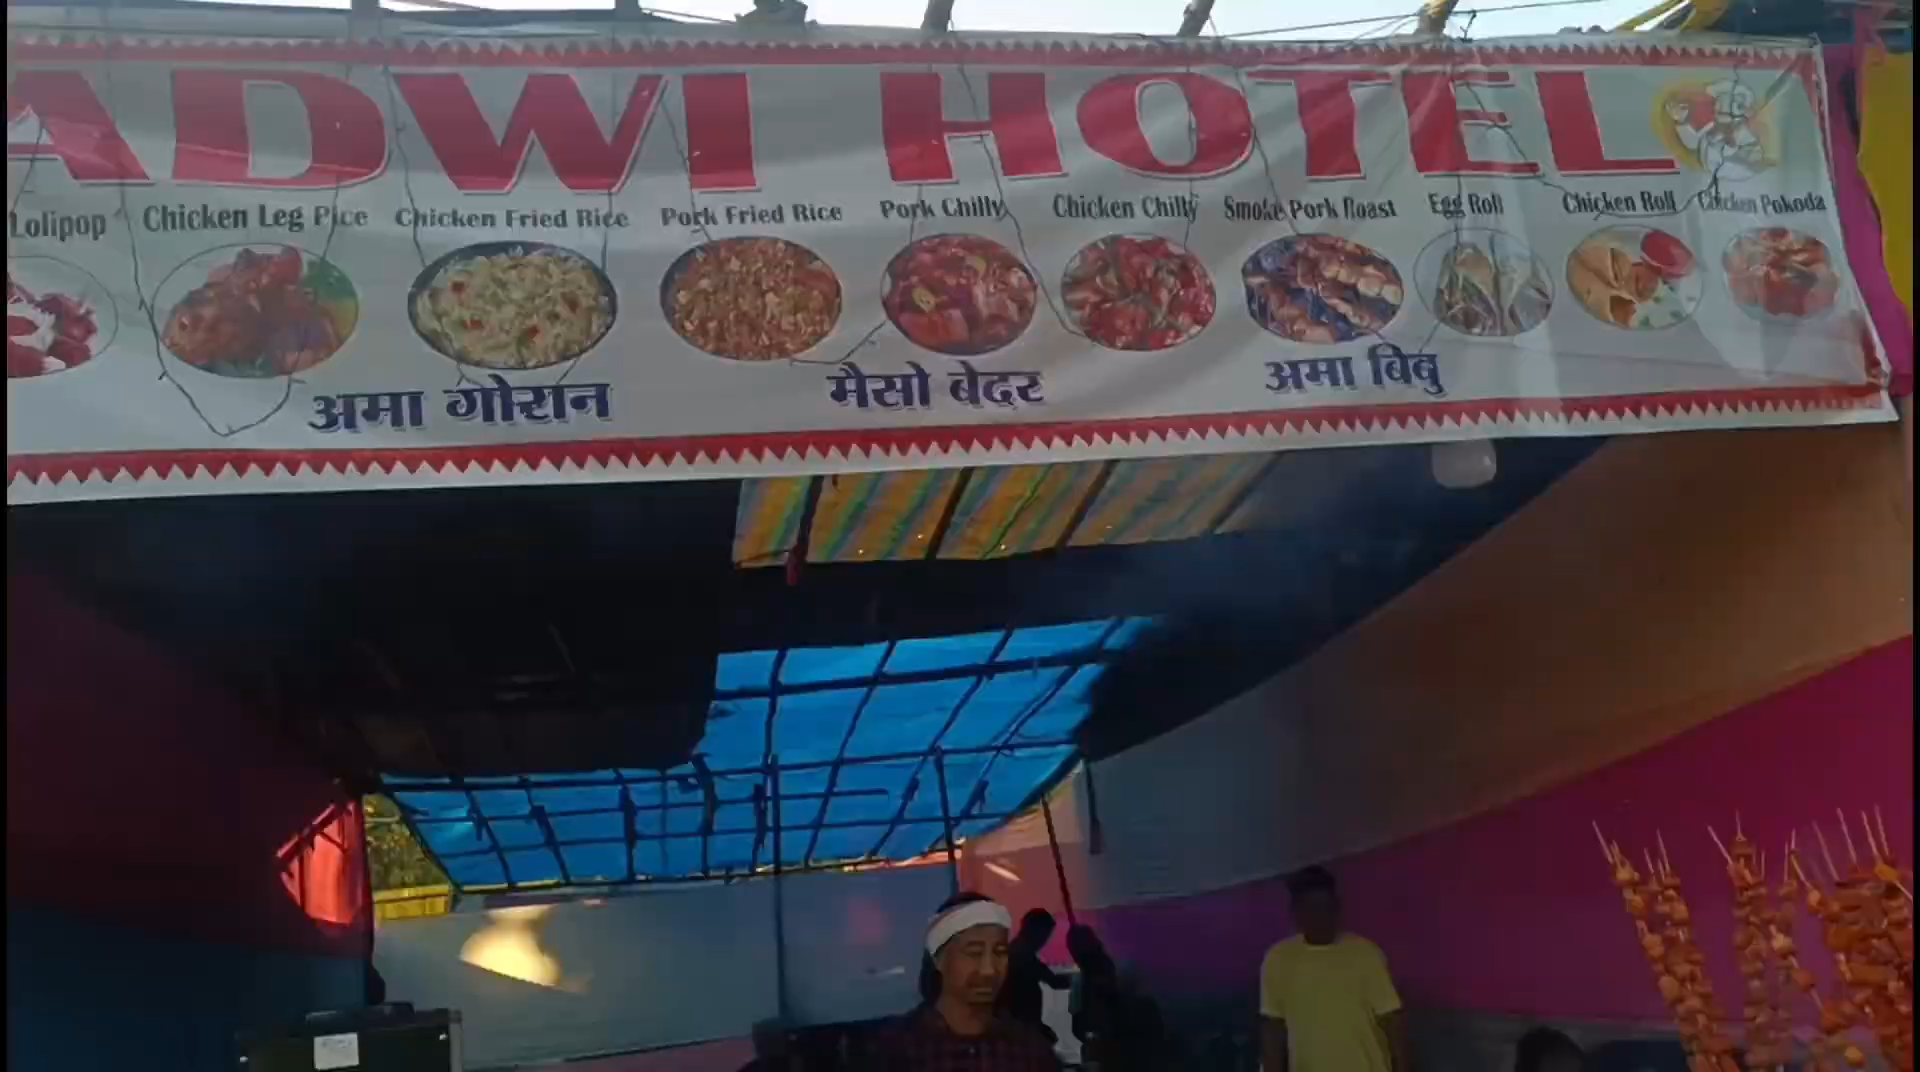 ADWI HOTEL
Lolipop Chicken Leg Pice Chicken Fried Rice Pork Fried Rice Pork Chilly Chicken Chilly Smoke Pork Roast Egg Roll Chicken Roll Chicken Pokoda
अमा गोरान मैसो बेदर अमा बिबु